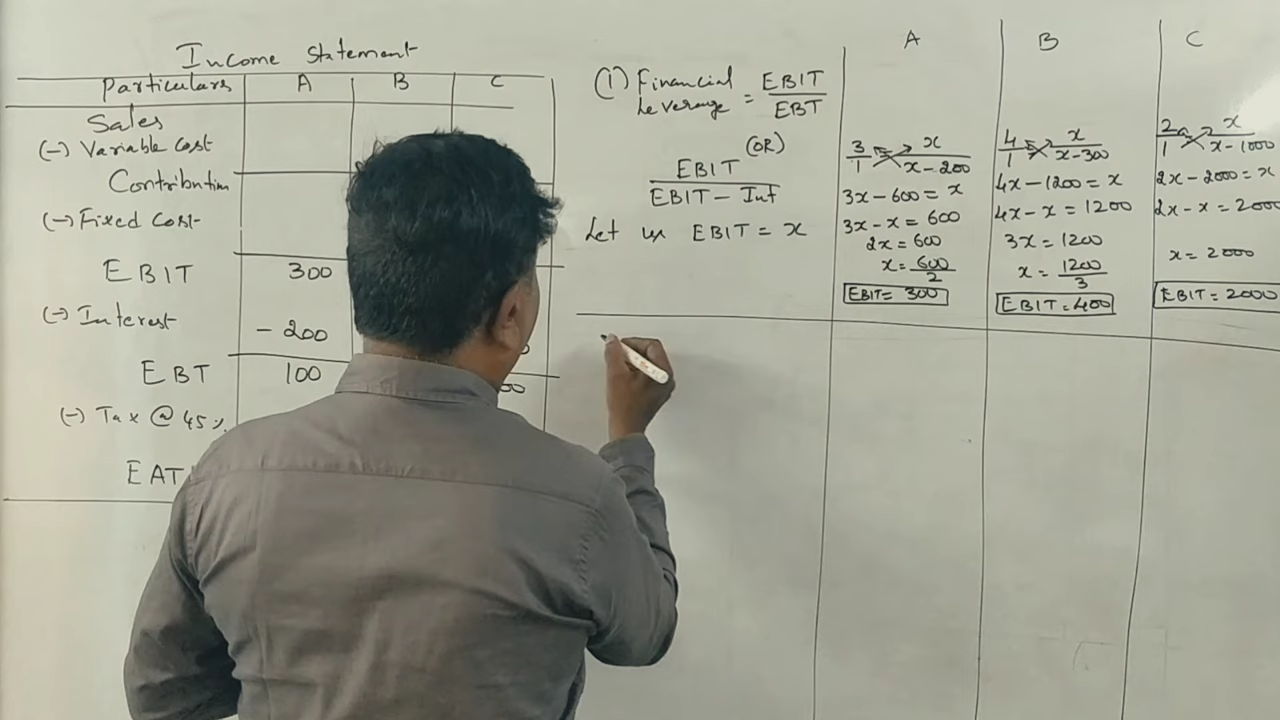 Income Statement
Particulars A B C
Sales
(-) Variable Cost
Contribution
(-) Fixed Cost
EBIT 300
(-) Interest - 200
EBT 100
(-) Tax @ 45 %
EAT
(1) Financial Leverage = EBIT / EBT
(OR)
EBIT / EBIT - Int
Let us EBIT = x
A
3/1 x/x-200
3x-600 = x
3x-x = 600
2x = 600
x = 600/2
EBIT = 300
B
4/1 x/x-300
4x-1200 = x
4x-x = 1200
3x = 1200
x = 1200/3
EBIT = 400
C
2/1 x/x-1000
2x-2000 = x
2x-x = 2000
x = 2000
EBIT = 2000